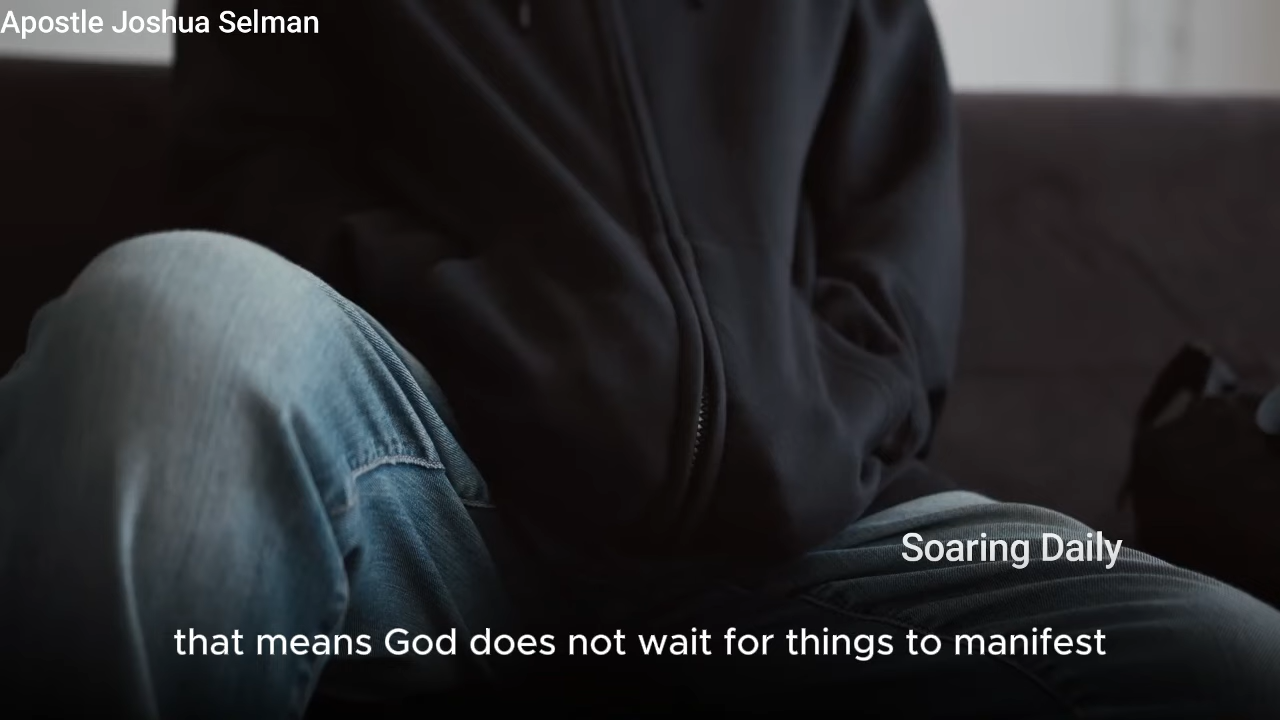 Apostle Joshua Selman
Soaring Daily
that means God does not wait for things to manifest